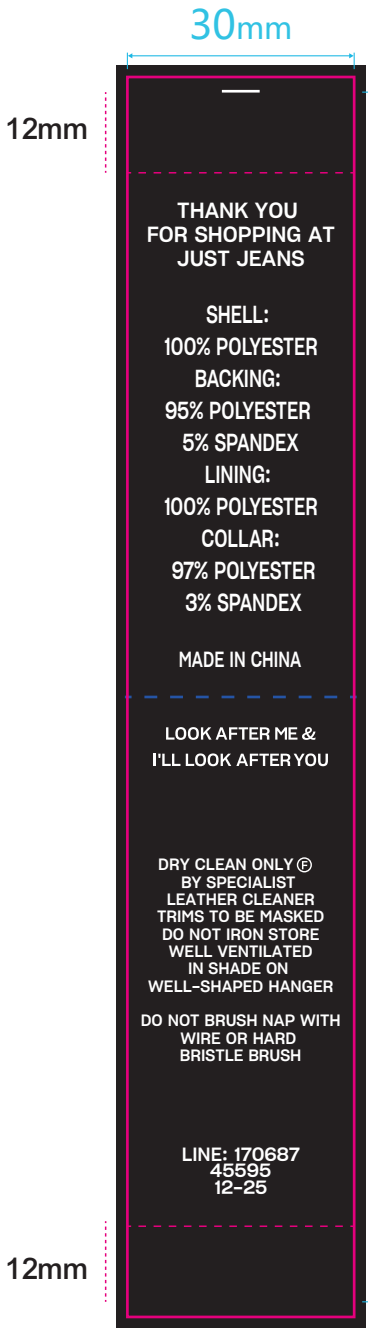 30mm
12mm
THANK YOU
FOR SHOPPING AT
JUST JEANS
SHELL:
100% POLYESTER
BACKING:
95% POLYESTER
5% SPANDEX
LINING:
100% POLYESTER
COLLAR:
97% POLYESTER
3% SPANDEX
MADE IN CHINA
LOOK AFTER ME &
I'LL LOOK AFTER YOU
DRY CLEAN ONLY Ⓕ
BY SPECIALIST
LEATHER CLEANER
TRIMS TO BE MASKED
DO NOT IRON STORE
WELL VENTILATED
IN SHADE ON
WELL-SHAPED HANGER
DO NOT BRUSH NAP WITH
WIRE OR HARD
BRISTLE BRUSH
LINE: 170687
45595
12-25
12mm